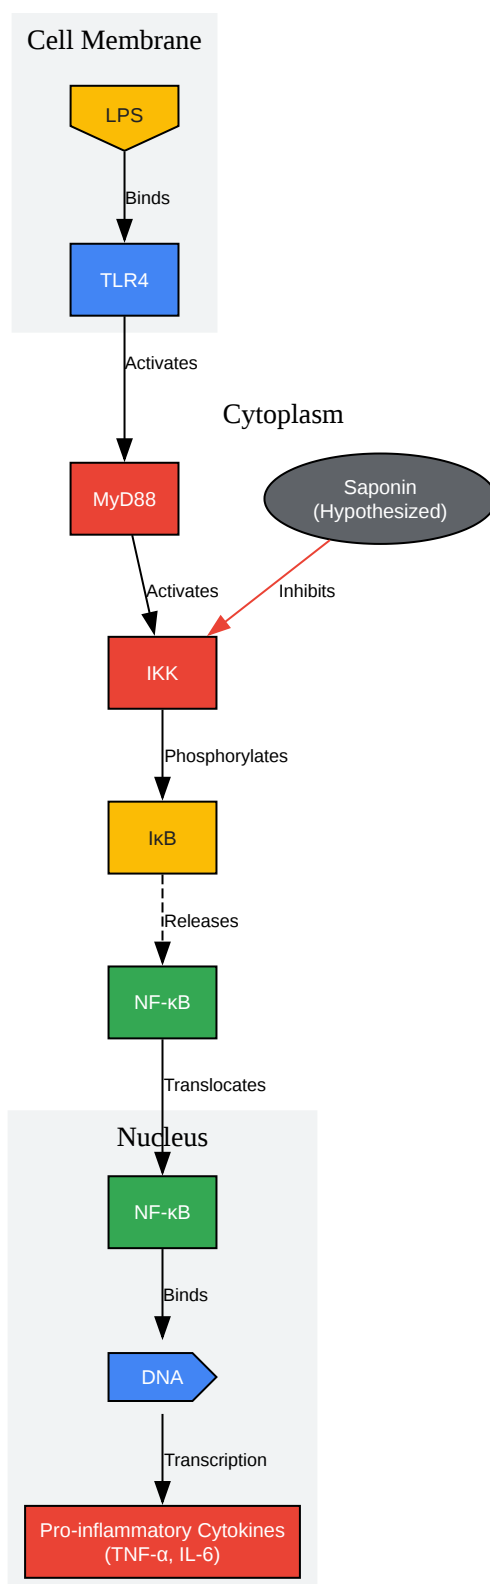 Cell Membrane
LPS
Binds
TLR4
Activates
Cytoplasm
MyD88
Saponin
(Hypothesized)
Activates
Inhibits
IKK
Phosphorylates
IκB
Releases
NF-κB
Translocates
Nucleus
NF-κB
Binds
DNA
Transcription
Pro-inflammatory Cytokines
(TNF-α, IL-6)